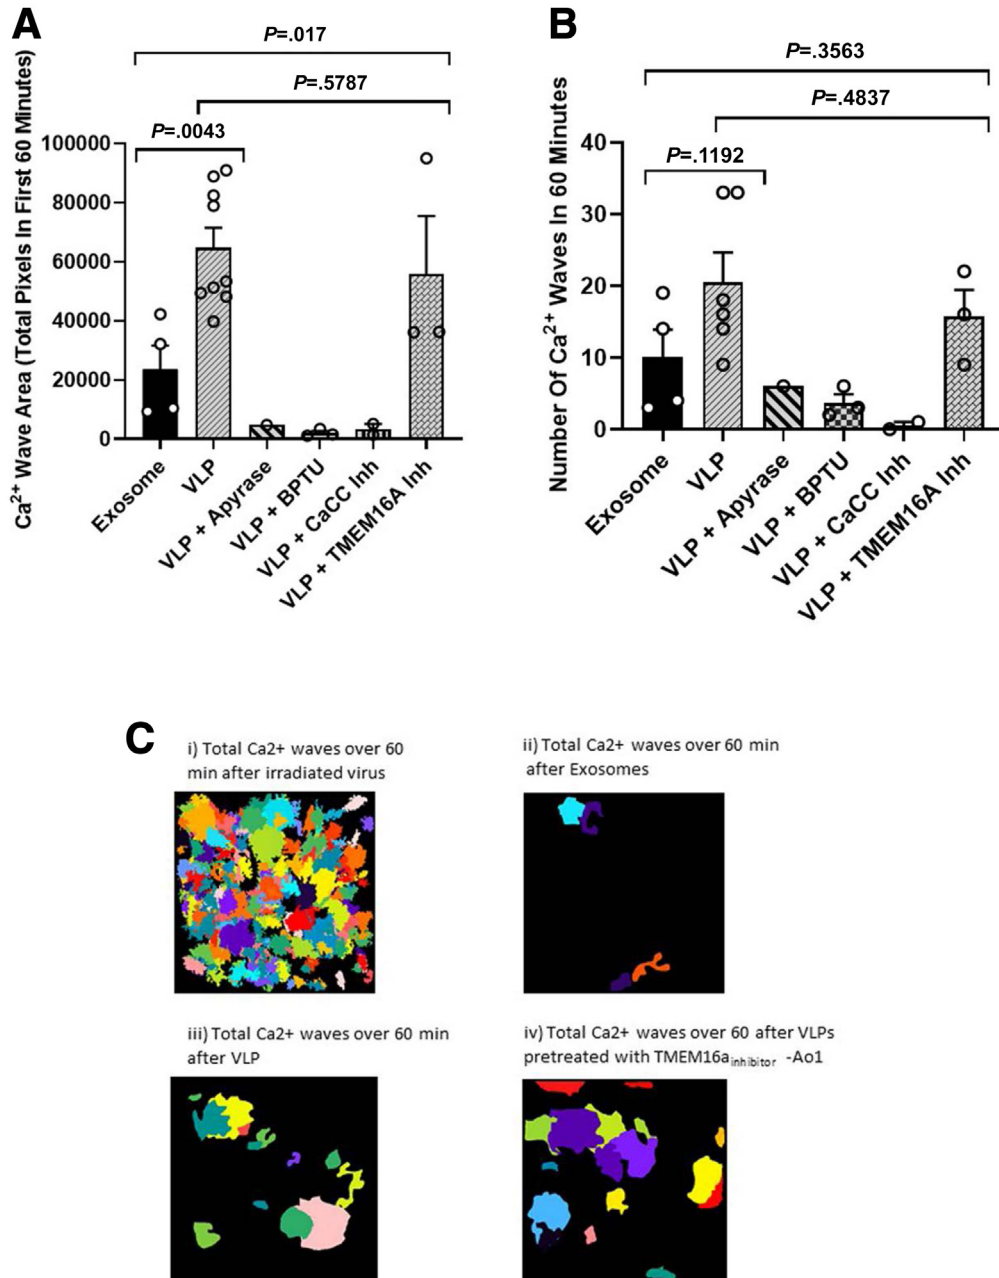 A
P=.017
P=.5787
P=.0043
Ca2+ Wave Area (Total Pixels In First 60 Minutes)
100000
80000
60000
40000
20000
0
Exosome
VLP
VLP + Apyrase
VLP + BPTU
VLP + CaCC Inh
VLP + TMEM16A Inh
B
P=.3563
P=.4837
P=.1192
Number Of Ca2+ Waves In 60 Minutes
40
30
20
10
0
Exosome
VLP
VLP + Apyrase
VLP + BPTU
VLP + CaCC Inh
VLP + TMEM16A Inh
C
i) Total Ca2+ waves over 60
min after irradiated virus
ii) Total Ca2+ waves over 60 min
after Exosomes
iii) Total Ca2+ waves over 60 min
after VLP
iv) Total Ca2+ waves over 60 after VLPs
pretreated with TMEM16a inhibitor -Ao1